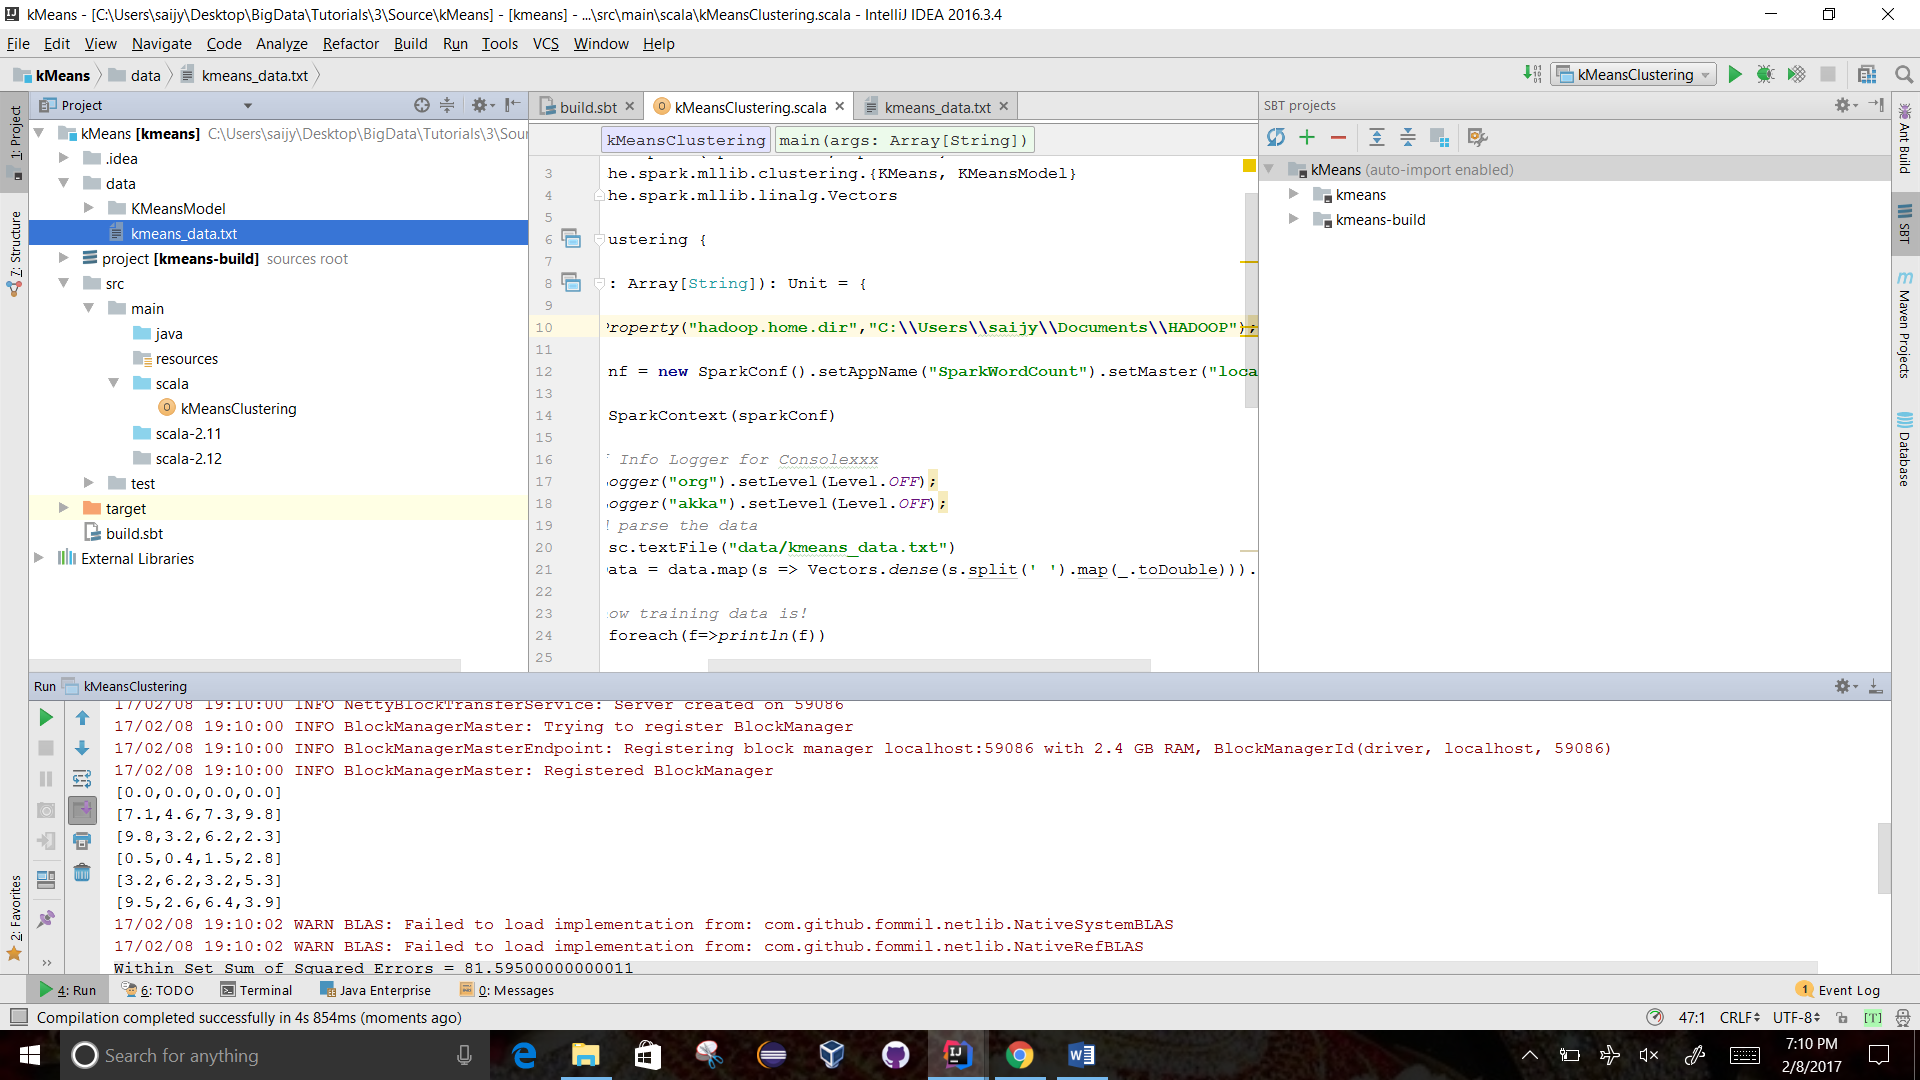 kMeans - [C:\Users\saijy\Desktop\BigData\Tutorials\3\Source\kMeans] - [kmeans] - ...\src\main\scala\kMeansClustering.scala - IntelliJ IDEA 2016.3.4
File Edit View Navigate Code Analyze Refactor Build Run Tools VCS Window Help
kMeans data kmeans_data.txt
kMeansClustering
1: Project
7: Structure
2: Favorites
Project
kMeans [kmeans] C:\Users\saijy\Desktop\BigData\Tutorials\3\Sour
.idea
data
KMeansModel
kmeans_data.txt
project [kmeans-build] sources root
src
main
java
resources
scala
kMeansClustering
scala-2.11
scala-2.12
test
target
build.sbt
External Libraries
build.sbt kMeansClustering.scala kmeans_data.txt
kMeansClustering main(args: Array[String])
3 he.spark.mllib.clustering.{KMeans, KMeansModel}
4 he.spark.mllib.linalg.Vectors
5
6 ustering {
7
8 : Array[String]): Unit = {
9
10 Property("hadoop.home.dir","C:\\Users\\saijy\\Documents\\HADOOP");
11
12 nf = new SparkConf().setAppName("SparkWordCount").setMaster("loca
13
14 SparkContext(sparkConf)
15
16 Info Logger for Consolexxx
17 ogger("org").setLevel(Level.OFF);
18 ogger("akka").setLevel(Level.OFF);
19 parse the data
20 sc.textFile("data/kmeans_data.txt")
21 ata = data.map(s => Vectors.dense(s.split(' ').map(_.toDouble))).
22
23 ow training data is!
24 foreach(f=>println(f))
25
SBT projects
kMeans (auto-import enabled)
kmeans
kmeans-build
Ant Build
SBT
Maven Projects
Database
Run kMeansClustering
17/02/08 19:10:00 INFO NettyBlockTransferService: Server created on 59086
17/02/08 19:10:00 INFO BlockManagerMaster: Trying to register BlockManager
17/02/08 19:10:00 INFO BlockManagerMasterEndpoint: Registering block manager localhost:59086 with 2.4 GB RAM, BlockManagerId(driver, localhost, 59086)
17/02/08 19:10:00 INFO BlockManagerMaster: Registered BlockManager
[0.0,0.0,0.0,0.0]
[7.1,4.6,7.3,9.8]
[9.8,3.2,6.2,2.3]
[0.5,0.4,1.5,2.8]
[3.2,6.2,3.2,5.3]
[9.5,2.6,6.4,3.9]
17/02/08 19:10:02 WARN BLAS: Failed to load implementation from: com.github.fommil.netlib.NativeSystemBLAS
17/02/08 19:10:02 WARN BLAS: Failed to load implementation from: com.github.fommil.netlib.NativeRefBLAS
Within Set Sum of Squared Errors = 81.59500000000011
4: Run 6: TODO Terminal Java Enterprise 0: Messages 1 Event Log
Compilation completed successfully in 4s 854ms (moments ago) 47:1 CRLF UTF-8 [T]
Search for anything
7:10 PM
2/8/2017